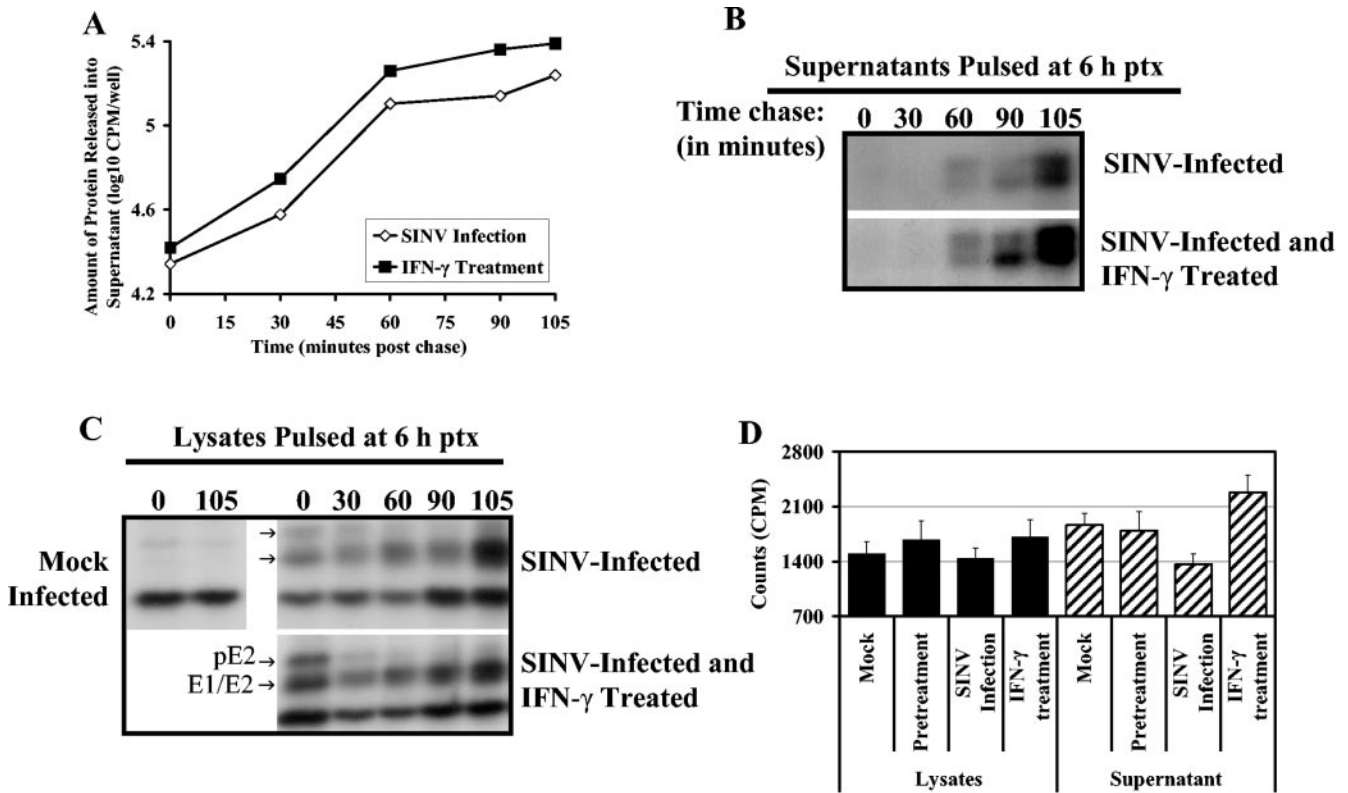 A
Amount of Protein Released into
Supernatant (log10 CPM/well)
5.4
5
4.6
4.2
SINV Infection
IFN-γ Treatment
0 15 30 45 60 75 90 105
Time (minutes post chase)
B
Supernatants Pulsed at 6 h ptx
Time chase:
(in minutes)
0 30 60 90 105
SINV-Infected
SINV-Infected and
IFN-γ Treated
C
Lysates Pulsed at 6 h ptx
0 105 0 30 60 90 105
Mock
Infected
→
→
SINV-Infected
pE2→
E1/E2→
SINV-Infected and
IFN-γ Treated
D
Counts (CPM)
2800
2100
1400
700
Mock
Pretreatment
SINV
Infection
IFN-γ
treatment
Mock
Pretreatment
SINV
Infection
IFN-γ
treatment
Lysates
Supernatant